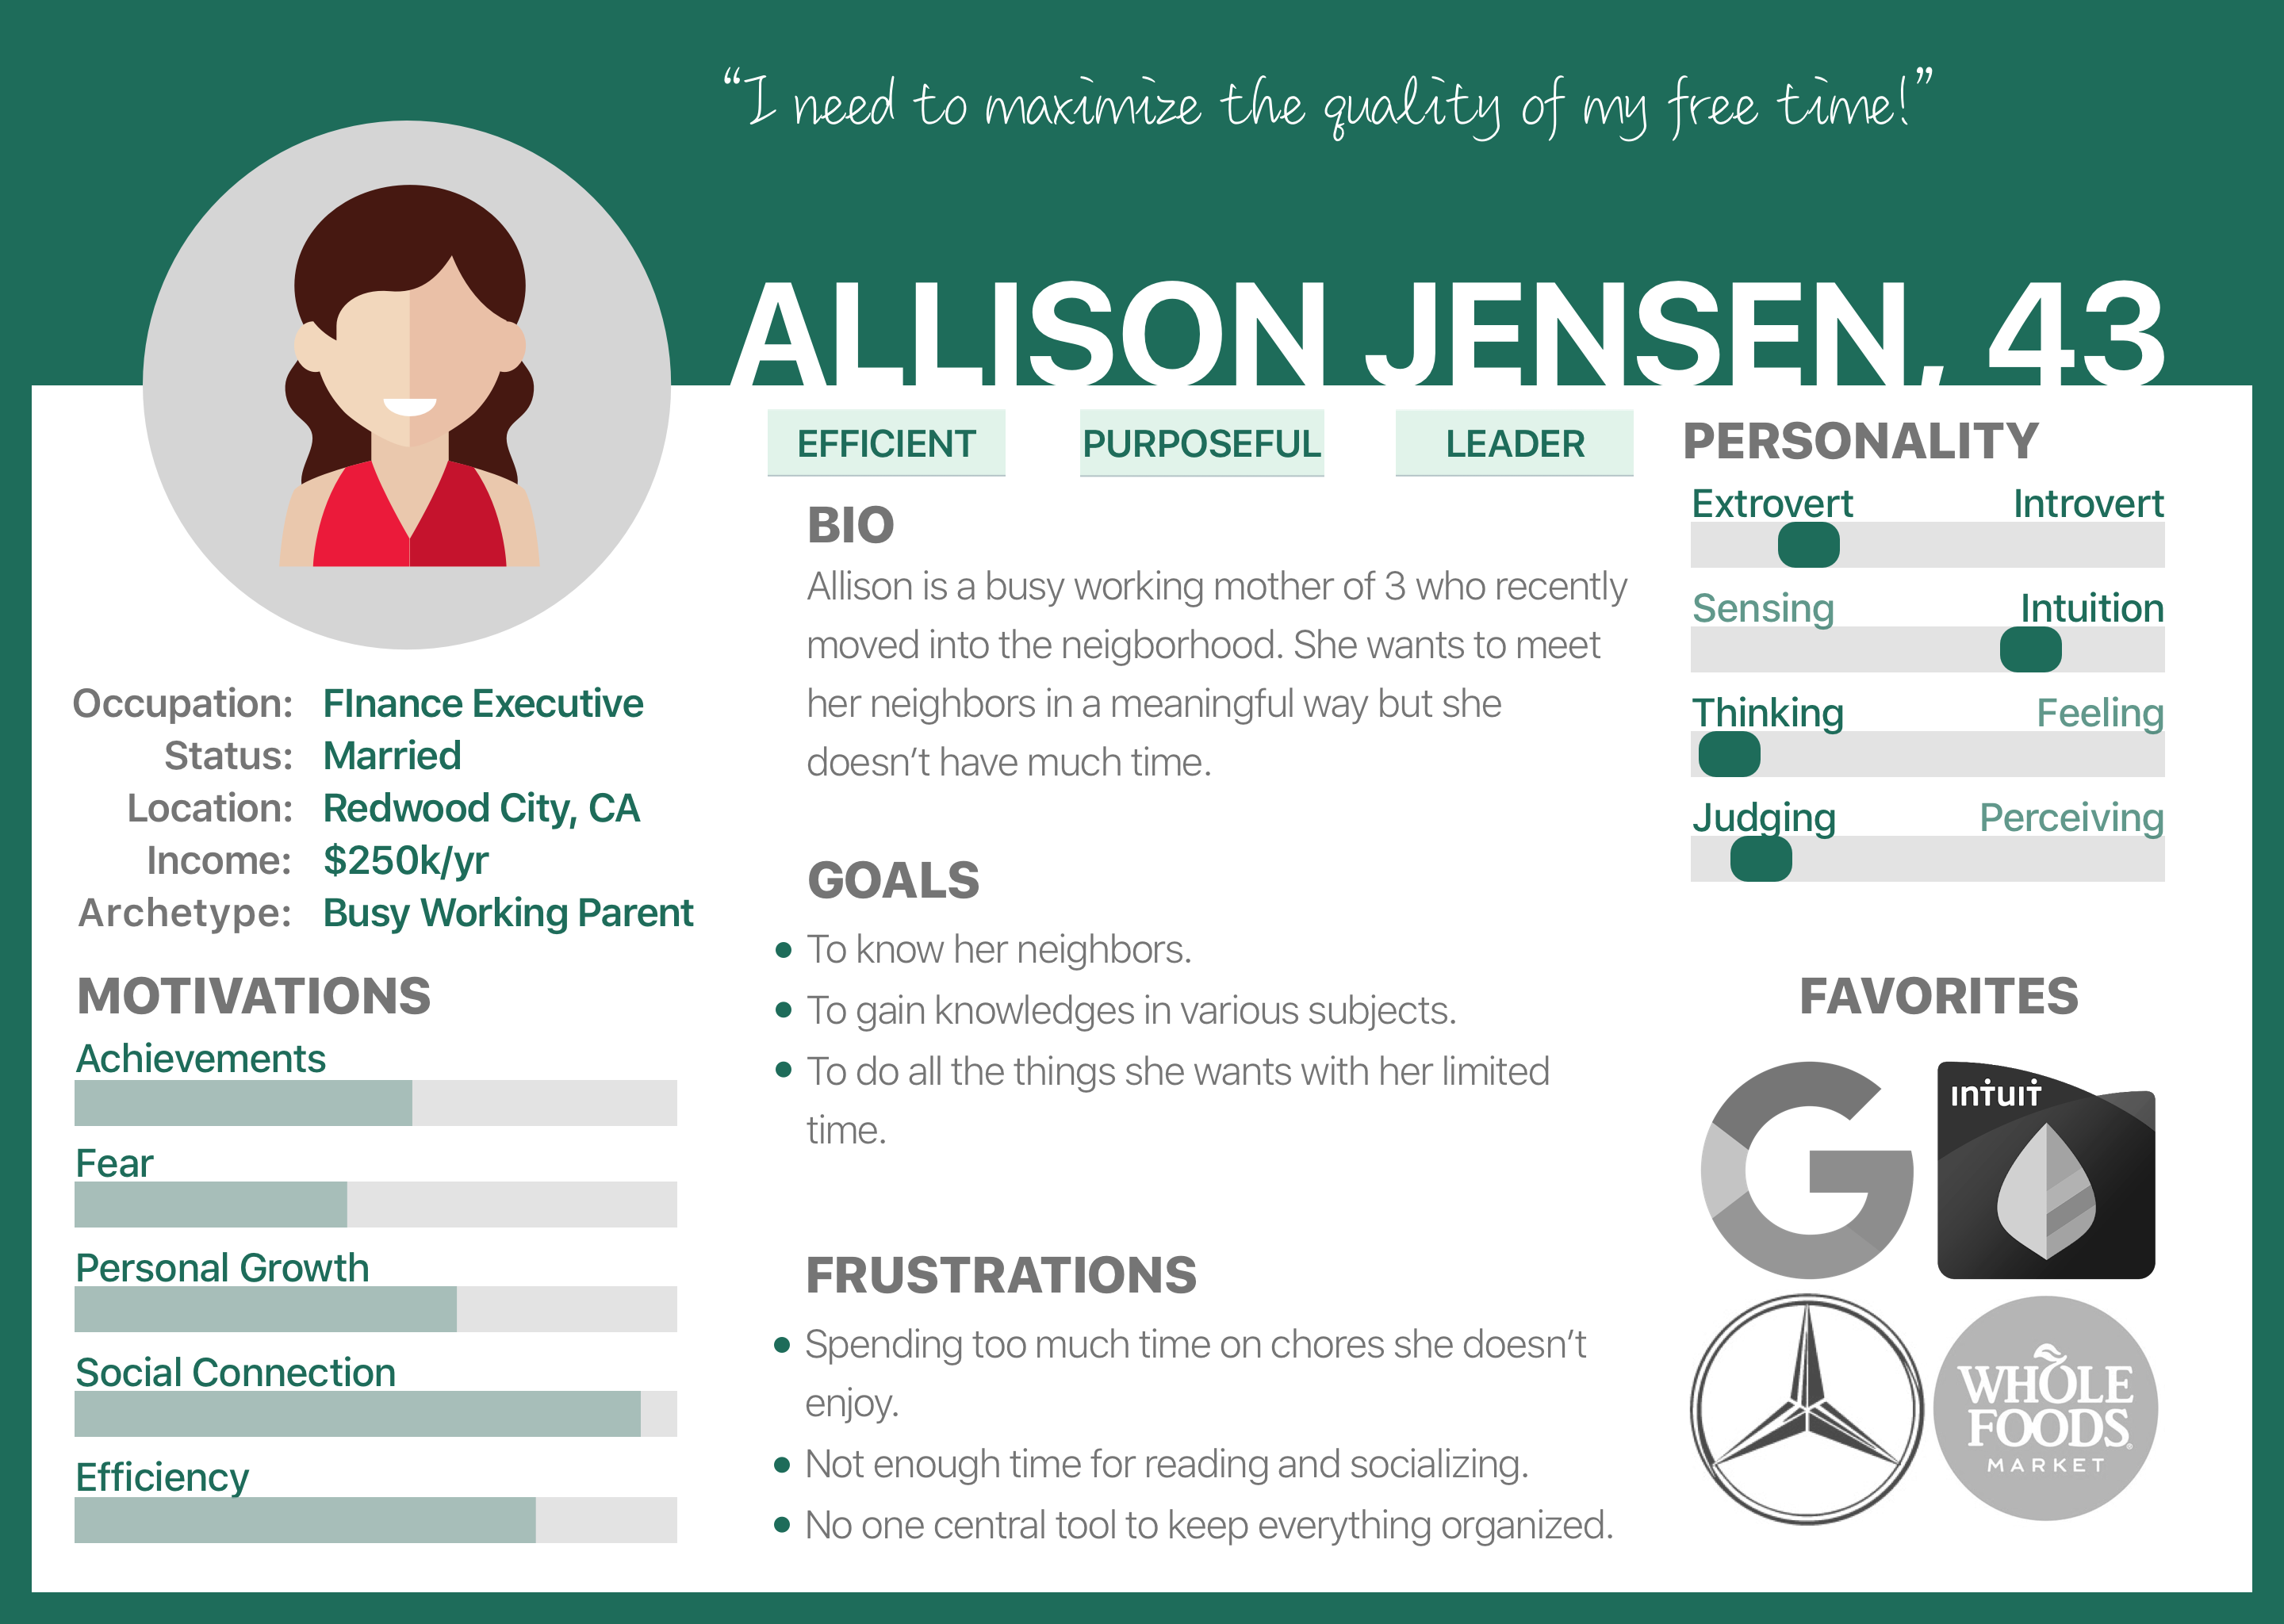 “I need to maximize the quality of my free time!”
ALLISON JENSEN, 43
EFFICIENT
PURPOSEFUL
LEADER
Occupation: FInance Executive
Status: Married
Location: Redwood City, CA
Income: $250k/yr
Archetype: Busy Working Parent
MOTIVATIONS
Achievements
Fear
Personal Growth
Social Connection
Efficiency
BIO
Allison is a busy working mother of 3 who recently
moved into the neigborhood. She wants to meet
her neighbors in a meaningful way but she
doesn’t have much time.
GOALS
• To know her neighbors.
• To gain knowledges in various subjects.
• To do all the things she wants with her limited
time.
FRUSTRATIONS
• Spending too much time on chores she doesn’t
enjoy.
• Not enough time for reading and socializing.
• No one central tool to keep everything organized.
PERSONALITY
Extrovert Introvert
Sensing Intuition
Thinking Feeling
Judging Perceiving
FAVORITES
G
intuit
WHOLE
FOODS
MARKET